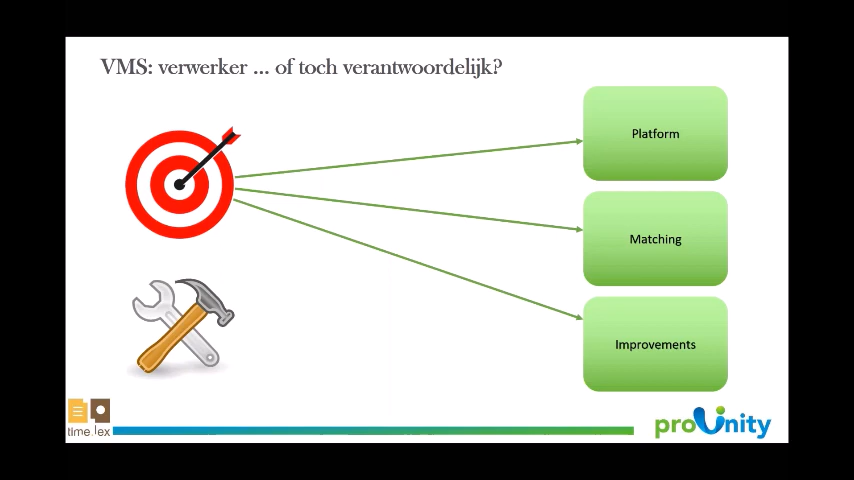 VMS: verwerker ... of toch verantwoordelijk?
Platform
Matching
Improvements
time.lex
proUnity